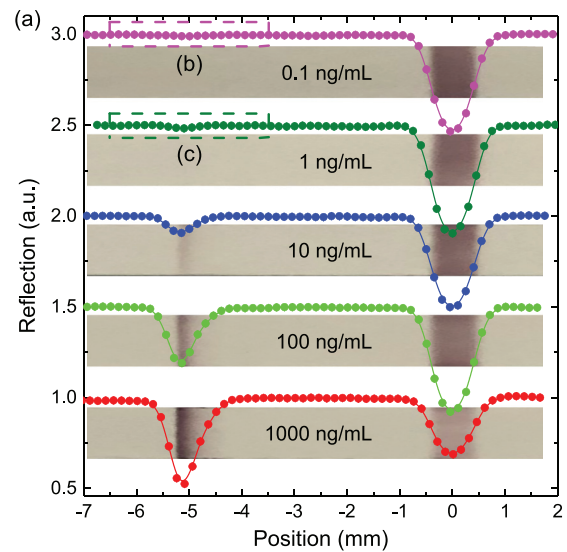 (a)
3.0
(b)
0.1 ng/mL
2.5
(c)
1 ng/mL
2.0
10 ng/mL
1.5
100 ng/mL
1.0
1000 ng/mL
0.5
Reflection (a.u.)
-7 -6 -5 -4 -3 -2 -1 0 1 2
Position (mm)